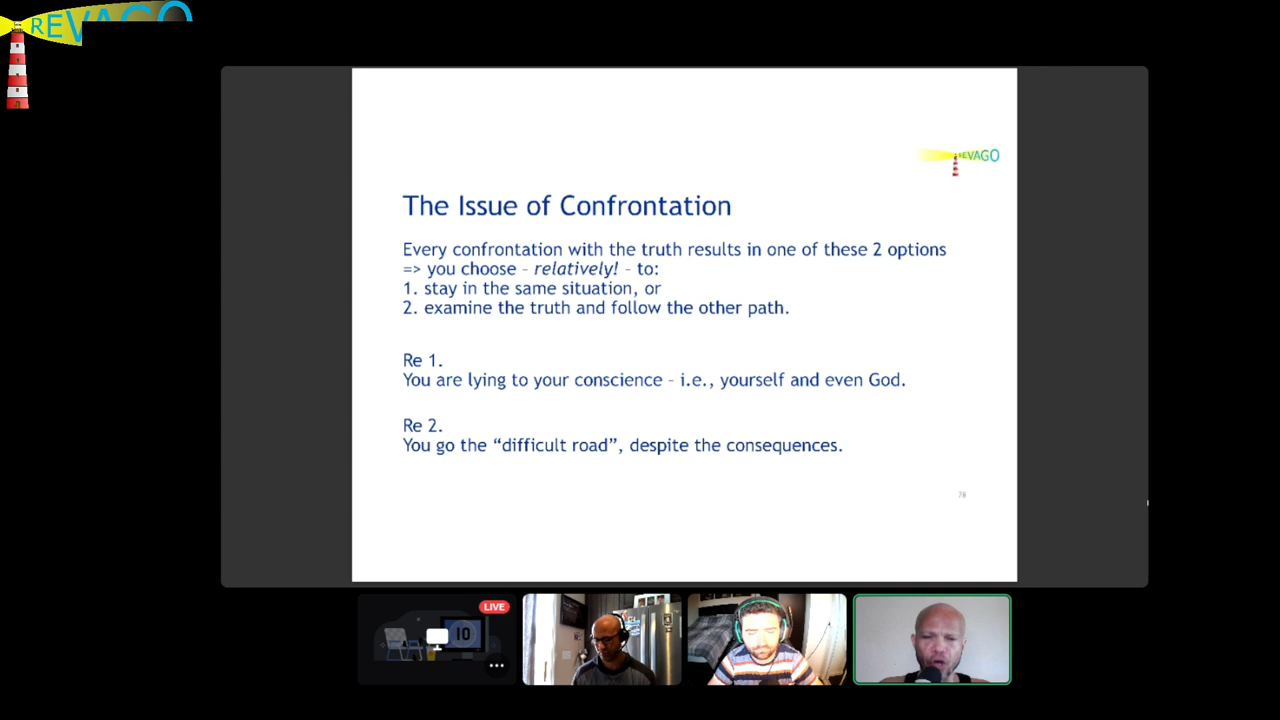 REVAGO
REVAGO
The Issue of Confrontation
Every confrontation with the truth results in one of these 2 options
=> you choose – relatively! – to:
1. stay in the same situation, or
2. examine the truth and follow the other path.
Re 1.
You are lying to your conscience – i.e., yourself and even God.
Re 2.
You go the “difficult road”, despite the consequences.
78
LIVE
10